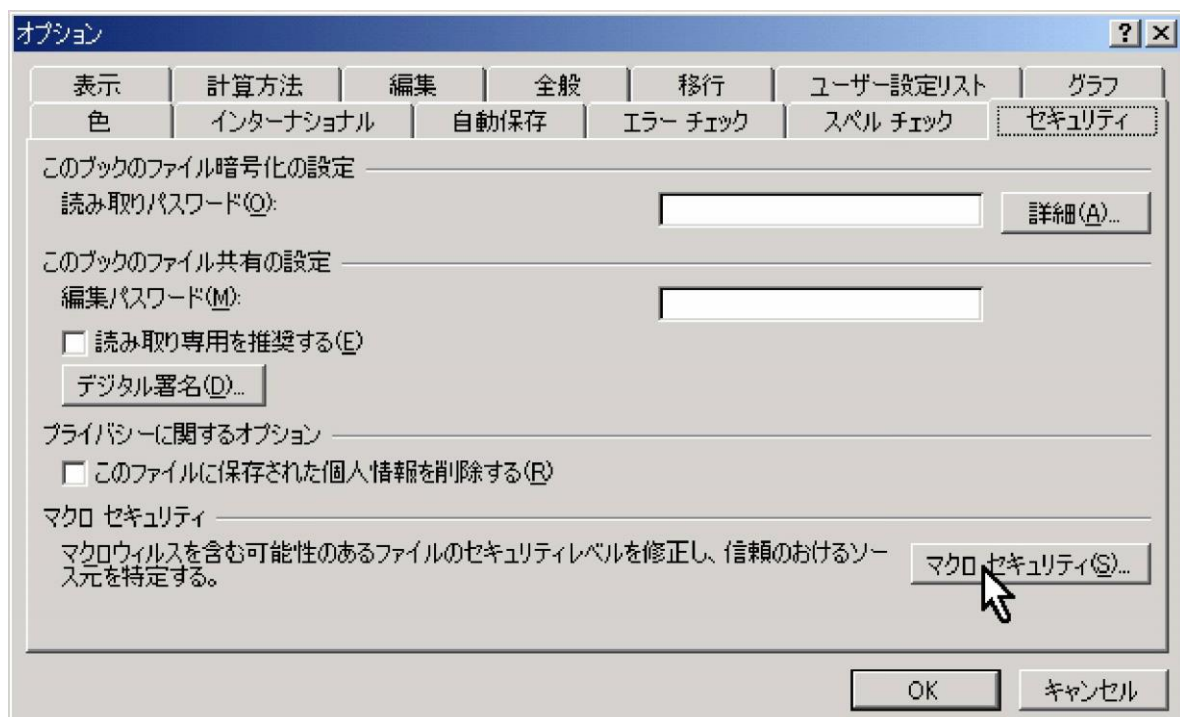 オプション
表示 計算方法 編集 全般 移行 ユーザー設定リスト グラフ
色 インターナショナル 自動保存 エラー チェック スペル チェック セキュリティ
このブックのファイル暗号化の設定
読み取りパスワード(O): 詳細(A)...
このブックのファイル共有の設定
編集パスワード(M):
読み取り専用を推奨する(E)
デジタル署名(D)...
プライバシーに関するオプション
このファイルに保存された個人情報を削除する(R)
マクロ セキュリティ
マクロウィルスを含む可能性のあるファイルのセキュリティレベルを修正し、信頼のおけるソー
ス元を特定する。
マクロ セキュリティ(S)...
OK キャンセル